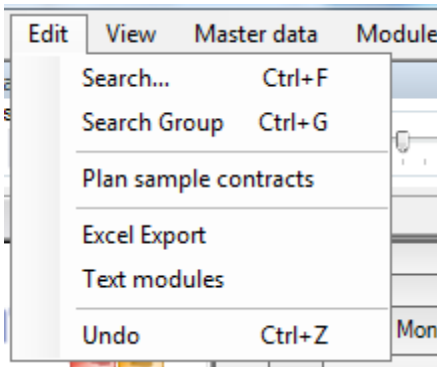 Edit View Master data Module
Search... Ctrl+F
Search Group Ctrl+G
Plan sample contracts
Excel Export
Text modules
Undo Ctrl+Z
Mon